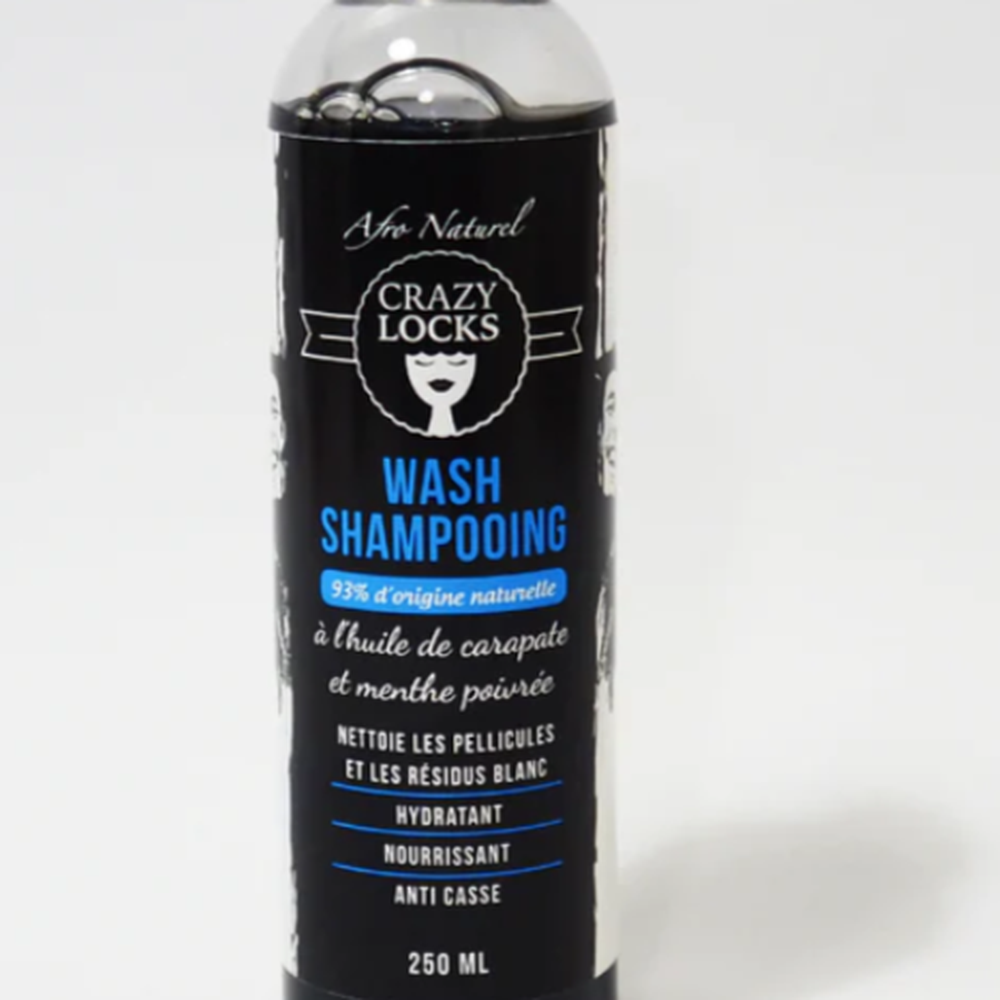 Afro Naturel
CRAZY
LOCKS
WASH
SHAMPOOING
93% d'origine naturelle
à l'huile de carapate
et menthe poivrée
NETTOIE LES PELLICULES
ET LES RÉSIDUS BLANC
HYDRATANT
NOURRISSANT
ANTI CASSE
250 ML